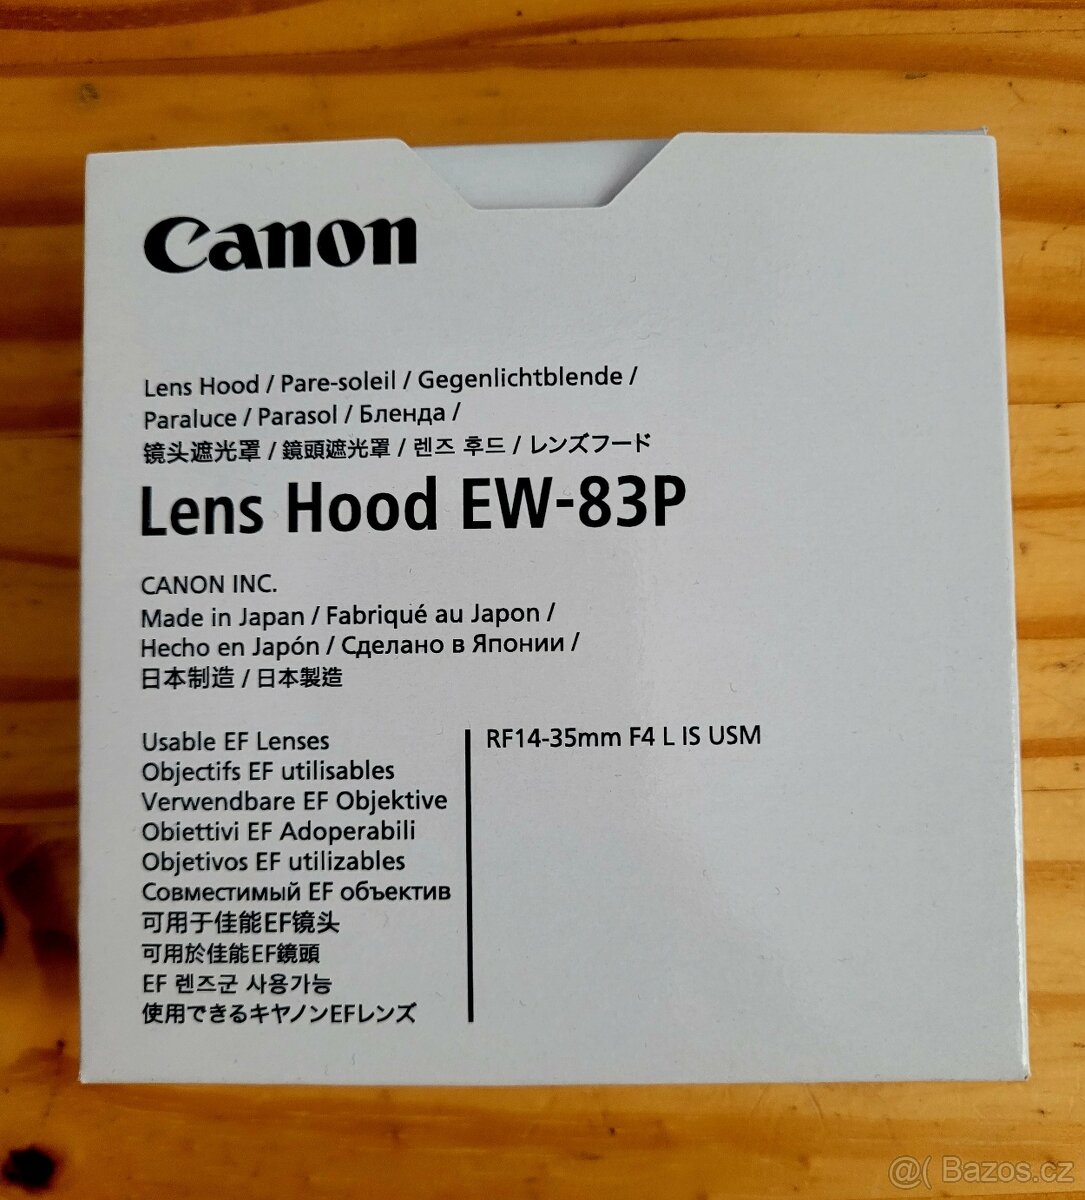 Canon
Lens Hood / Pare-soleil / Gegenlichtblende /
Paraluce / Parasol / Бленда /
镜头遮光罩 / 鏡頭遮光罩 / 렌즈 후드 / レンズフード
Lens Hood EW-83P
CANON INC.
Made in Japan / Fabriqué au Japon /
Hecho en Japón / Сделано в Японии /
日本制造 / 日本製造
Usable EF Lenses
Objectifs EF utilisables
Verwendbare EF Objektive
Obiettivi EF Adoperabili
Objetivos EF utilizables
Совместимый EF объектив
可用于佳能EF镜头
可用於佳能EF鏡頭
EF 렌즈군 사용가능
使用できるキヤノンEFレンズ
RF14-35mm F4 L IS USM
@( Bazos.cz